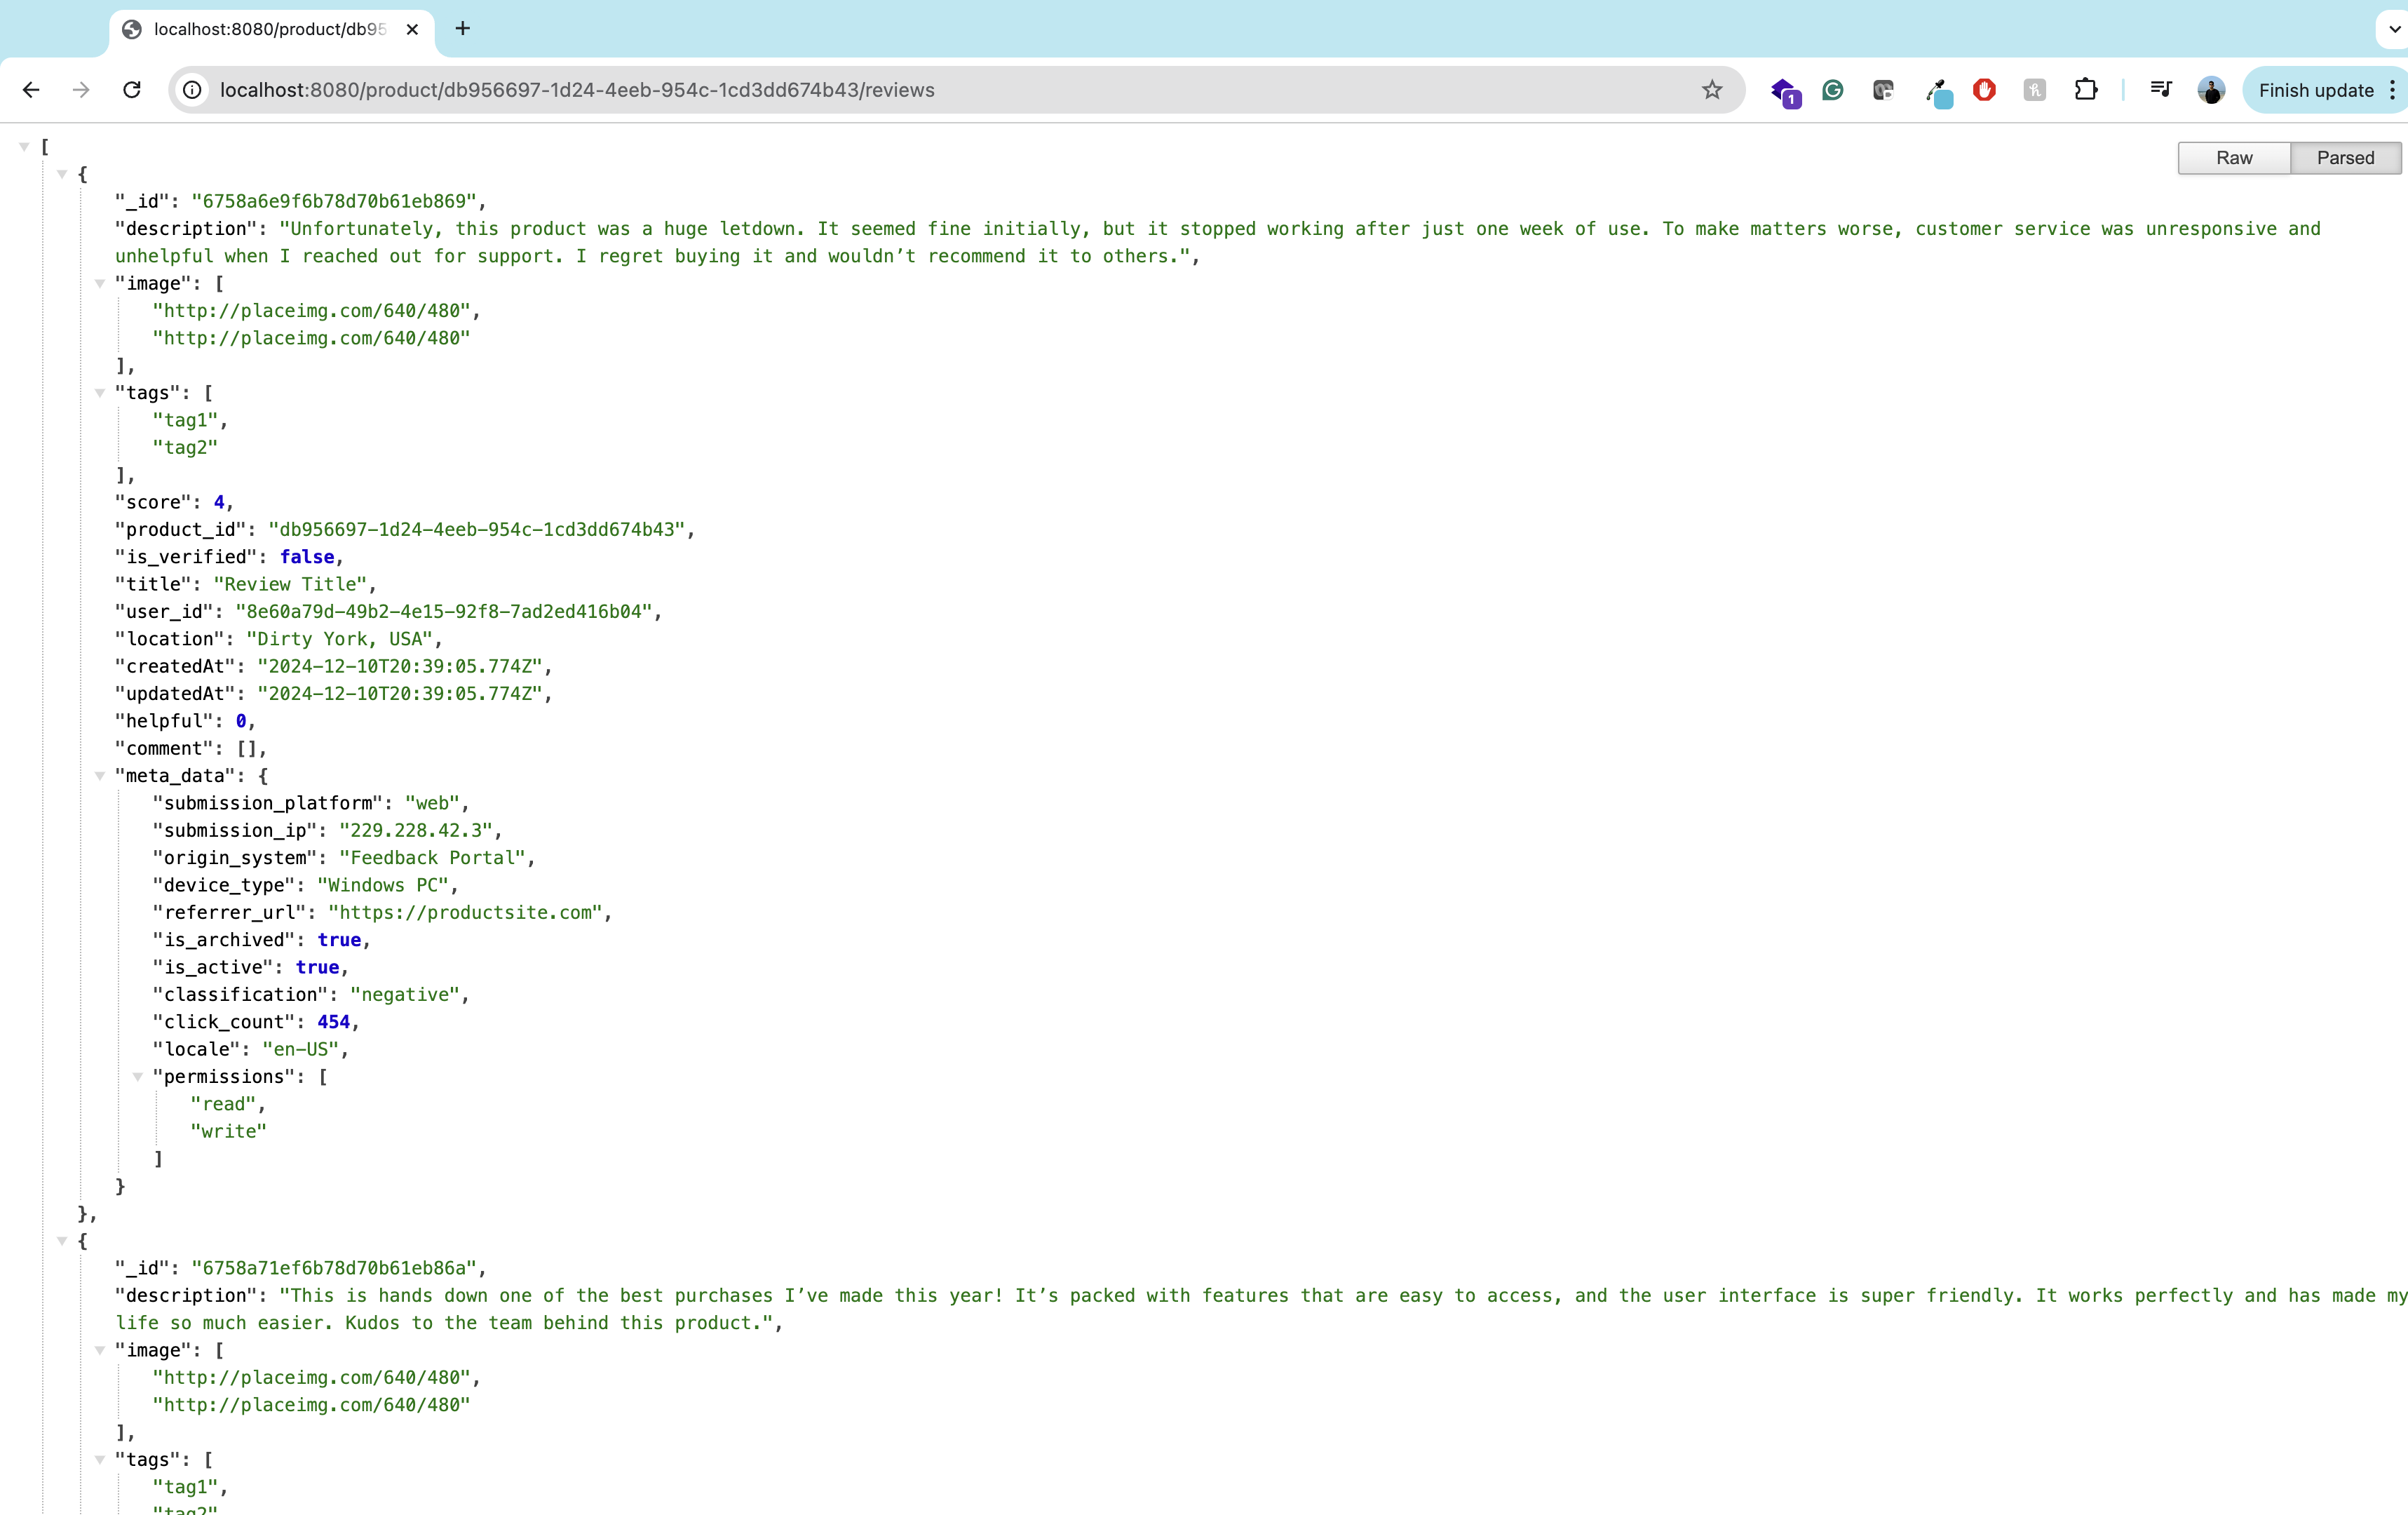 localhost:8080/product/db95
localhost:8080/product/db956697-1d24-4eeb-954c-1cd3dd674b43/reviews
1
Finish update
Raw
Parsed
[
{
"_id": "6758a6e9f6b78d70b61eb869",
"description": "Unfortunately, this product was a huge letdown. It seemed fine initially, but it stopped working after just one week of use. To make matters worse, customer service was unresponsive and
unhelpful when I reached out for support. I regret buying it and wouldn’t recommend it to others.",
"image": [
"http://placeimg.com/640/480",
"http://placeimg.com/640/480"
],
"tags": [
"tag1",
"tag2"
],
"score": 4,
"product_id": "db956697-1d24-4eeb-954c-1cd3dd674b43",
"is_verified": false,
"title": "Review Title",
"user_id": "8e60a79d-49b2-4e15-92f8-7ad2ed416b04",
"location": "Dirty York, USA",
"createdAt": "2024-12-10T20:39:05.774Z",
"updatedAt": "2024-12-10T20:39:05.774Z",
"helpful": 0,
"comment": [],
"meta_data": {
"submission_platform": "web",
"submission_ip": "229.228.42.3",
"origin_system": "Feedback Portal",
"device_type": "Windows PC",
"referrer_url": "https://productsite.com",
"is_archived": true,
"is_active": true,
"classification": "negative",
"click_count": 454,
"locale": "en-US",
"permissions": [
"read",
"write"
]
}
},
{
"_id": "6758a71ef6b78d70b61eb86a",
"description": "This is hands down one of the best purchases I’ve made this year! It’s packed with features that are easy to access, and the user interface is super friendly. It works perfectly and has made my
life so much easier. Kudos to the team behind this product.",
"image": [
"http://placeimg.com/640/480",
"http://placeimg.com/640/480"
],
"tags": [
"tag1",
"tag2"